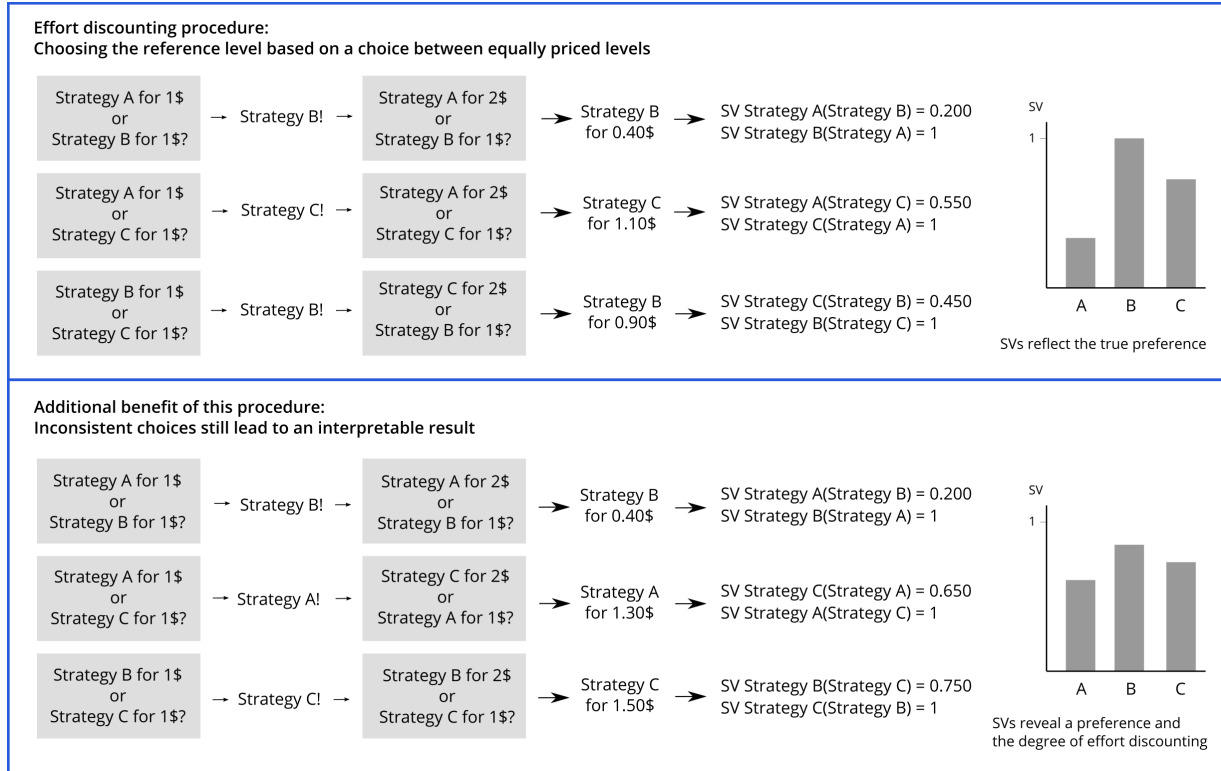 Effort discounting procedure:
Choosing the reference level based on a choice between equally priced levels
Strategy A for 1$
or
Strategy B for 1$?
→ Strategy B! →
Strategy A for 2$
or
Strategy B for 1$?
Strategy B
for 0.40$
SV Strategy A(Strategy B) = 0.200
SV Strategy B(Strategy A) = 1
Strategy A for 1$
or
Strategy C for 1$?
→ Strategy C! →
Strategy A for 2$
or
Strategy C for 1$?
Strategy C
for 1.10$
SV Strategy A(Strategy C) = 0.550
SV Strategy C(Strategy A) = 1
Strategy B for 1$
or
Strategy C for 1$?
→ Strategy B! →
Strategy C for 2$
or
Strategy B for 1$?
Strategy B
for 0.90$
SV Strategy C(Strategy B) = 0.450
SV Strategy B(Strategy C) = 1
SV
1
A B C
SVs reflect the true preference
Additional benefit of this procedure:
Inconsistent choices still lead to an interpretable result
Strategy A for 1$
or
Strategy B for 1$?
→ Strategy B! →
Strategy A for 2$
or
Strategy B for 1$?
Strategy B
for 0.40$
SV Strategy A(Strategy B) = 0.200
SV Strategy B(Strategy A) = 1
Strategy A for 1$
or
Strategy C for 1$?
→ Strategy A! →
Strategy C for 2$
or
Strategy A for 1$?
Strategy A
for 1.30$
SV Strategy C(Strategy A) = 0.650
SV Strategy A(Strategy C) = 1
Strategy B for 1$
or
Strategy C for 1$?
→ Strategy C! →
Strategy B for 2$
or
Strategy C for 1$?
Strategy C
for 1.50$
SV Strategy B(Strategy C) = 0.750
SV Strategy C(Strategy B) = 1
SV
1
A B C
SVs reveal a preference and
the degree of effort discounting